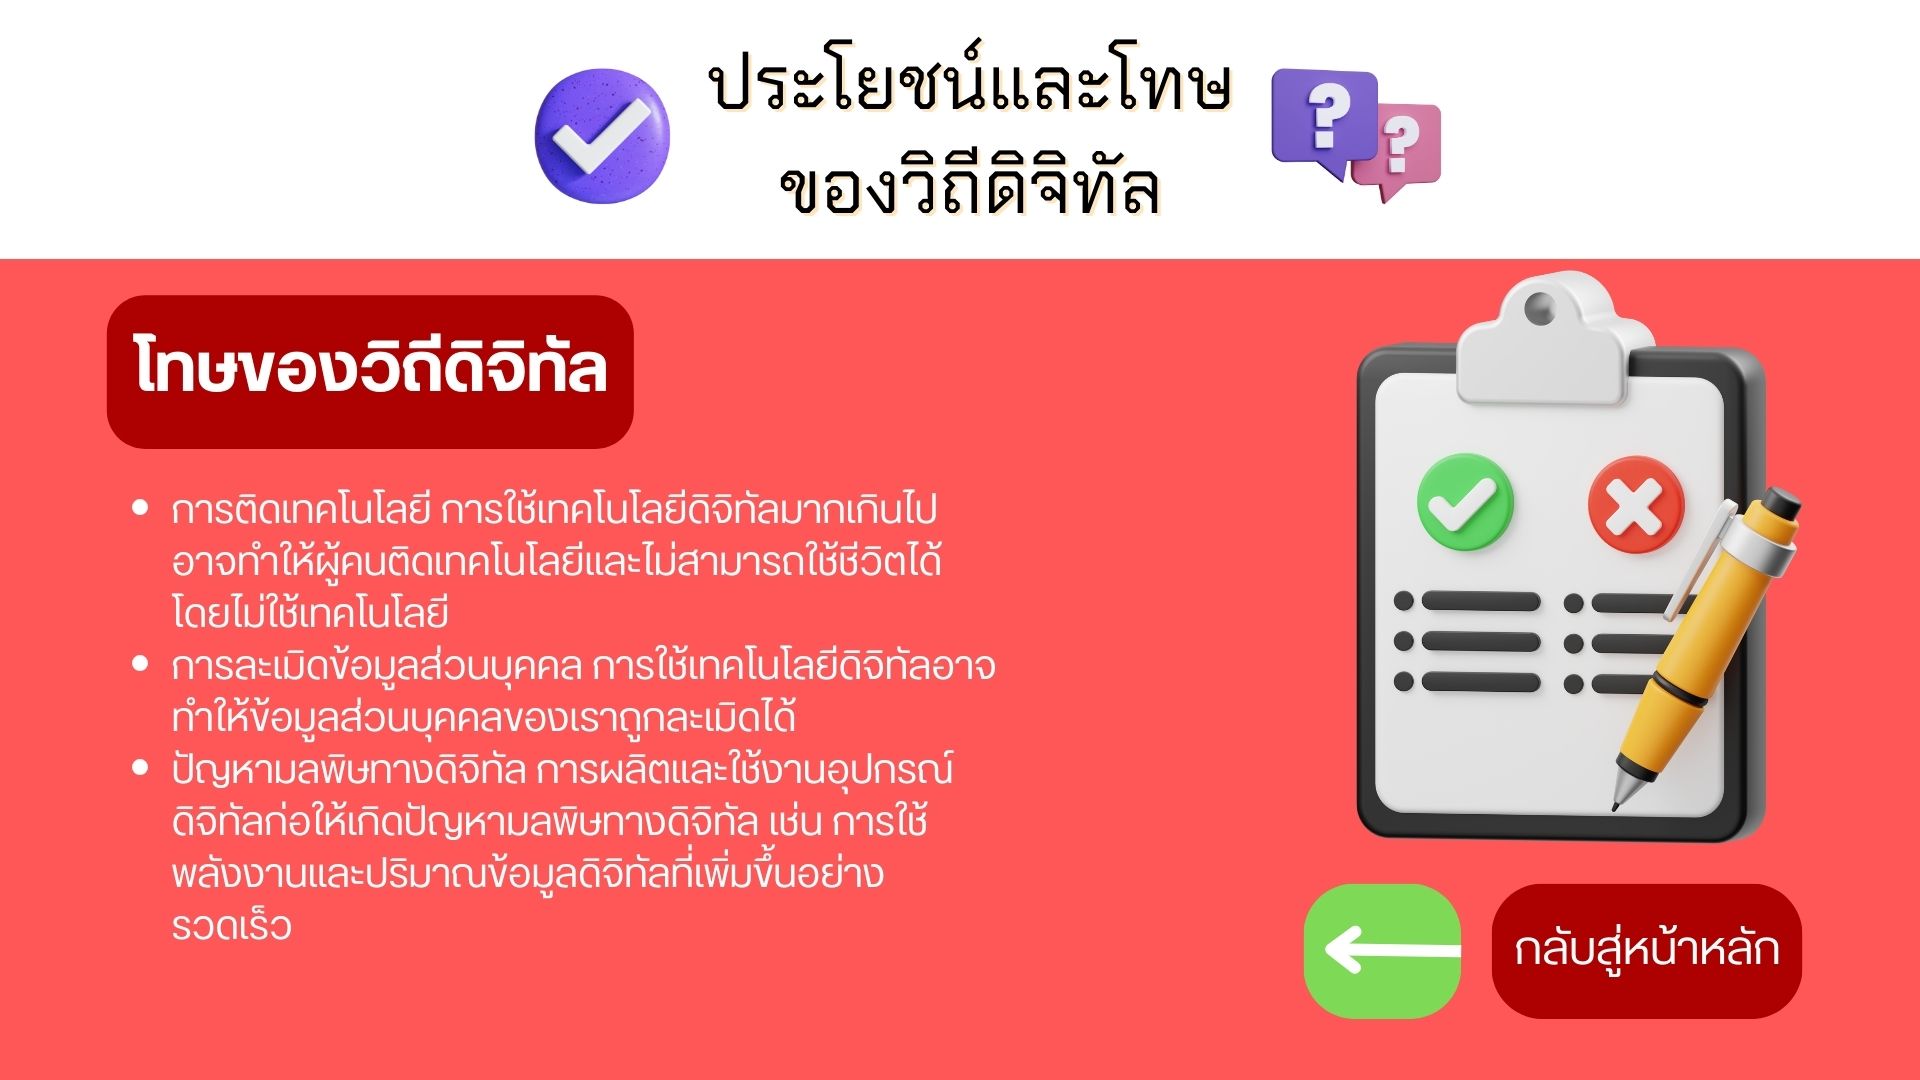 ประโยชน์และโทษ
ของวิถีดิจิทัล
? ?
โทษของวิถีดิจิทัล
• การติดเทคโนโลยี การใช้เทคโนโลยีดิจิทัลมากเกินไป
อาจทำให้ผู้คนติดเทคโนโลยีและไม่สามารถใช้ชีวิตได้
โดยไม่ใช้เทคโนโลยี
• การละเมิดข้อมูลส่วนบุคคล การใช้เทคโนโลยีดิจิทัลอาจ
ทำให้ข้อมูลส่วนบุคคลของเราถูกละเมิดได้
• ปัญหามลพิษทางดิจิทัล การผลิตและใช้งานอุปกรณ์
ดิจิทัลก่อให้เกิดปัญหามลพิษทางดิจิทัล เช่น การใช้
พลังงานและปริมาณข้อมูลดิจิทัลที่เพิ่มขึ้นอย่าง
รวดเร็ว
กลับสู่หน้าหลัก